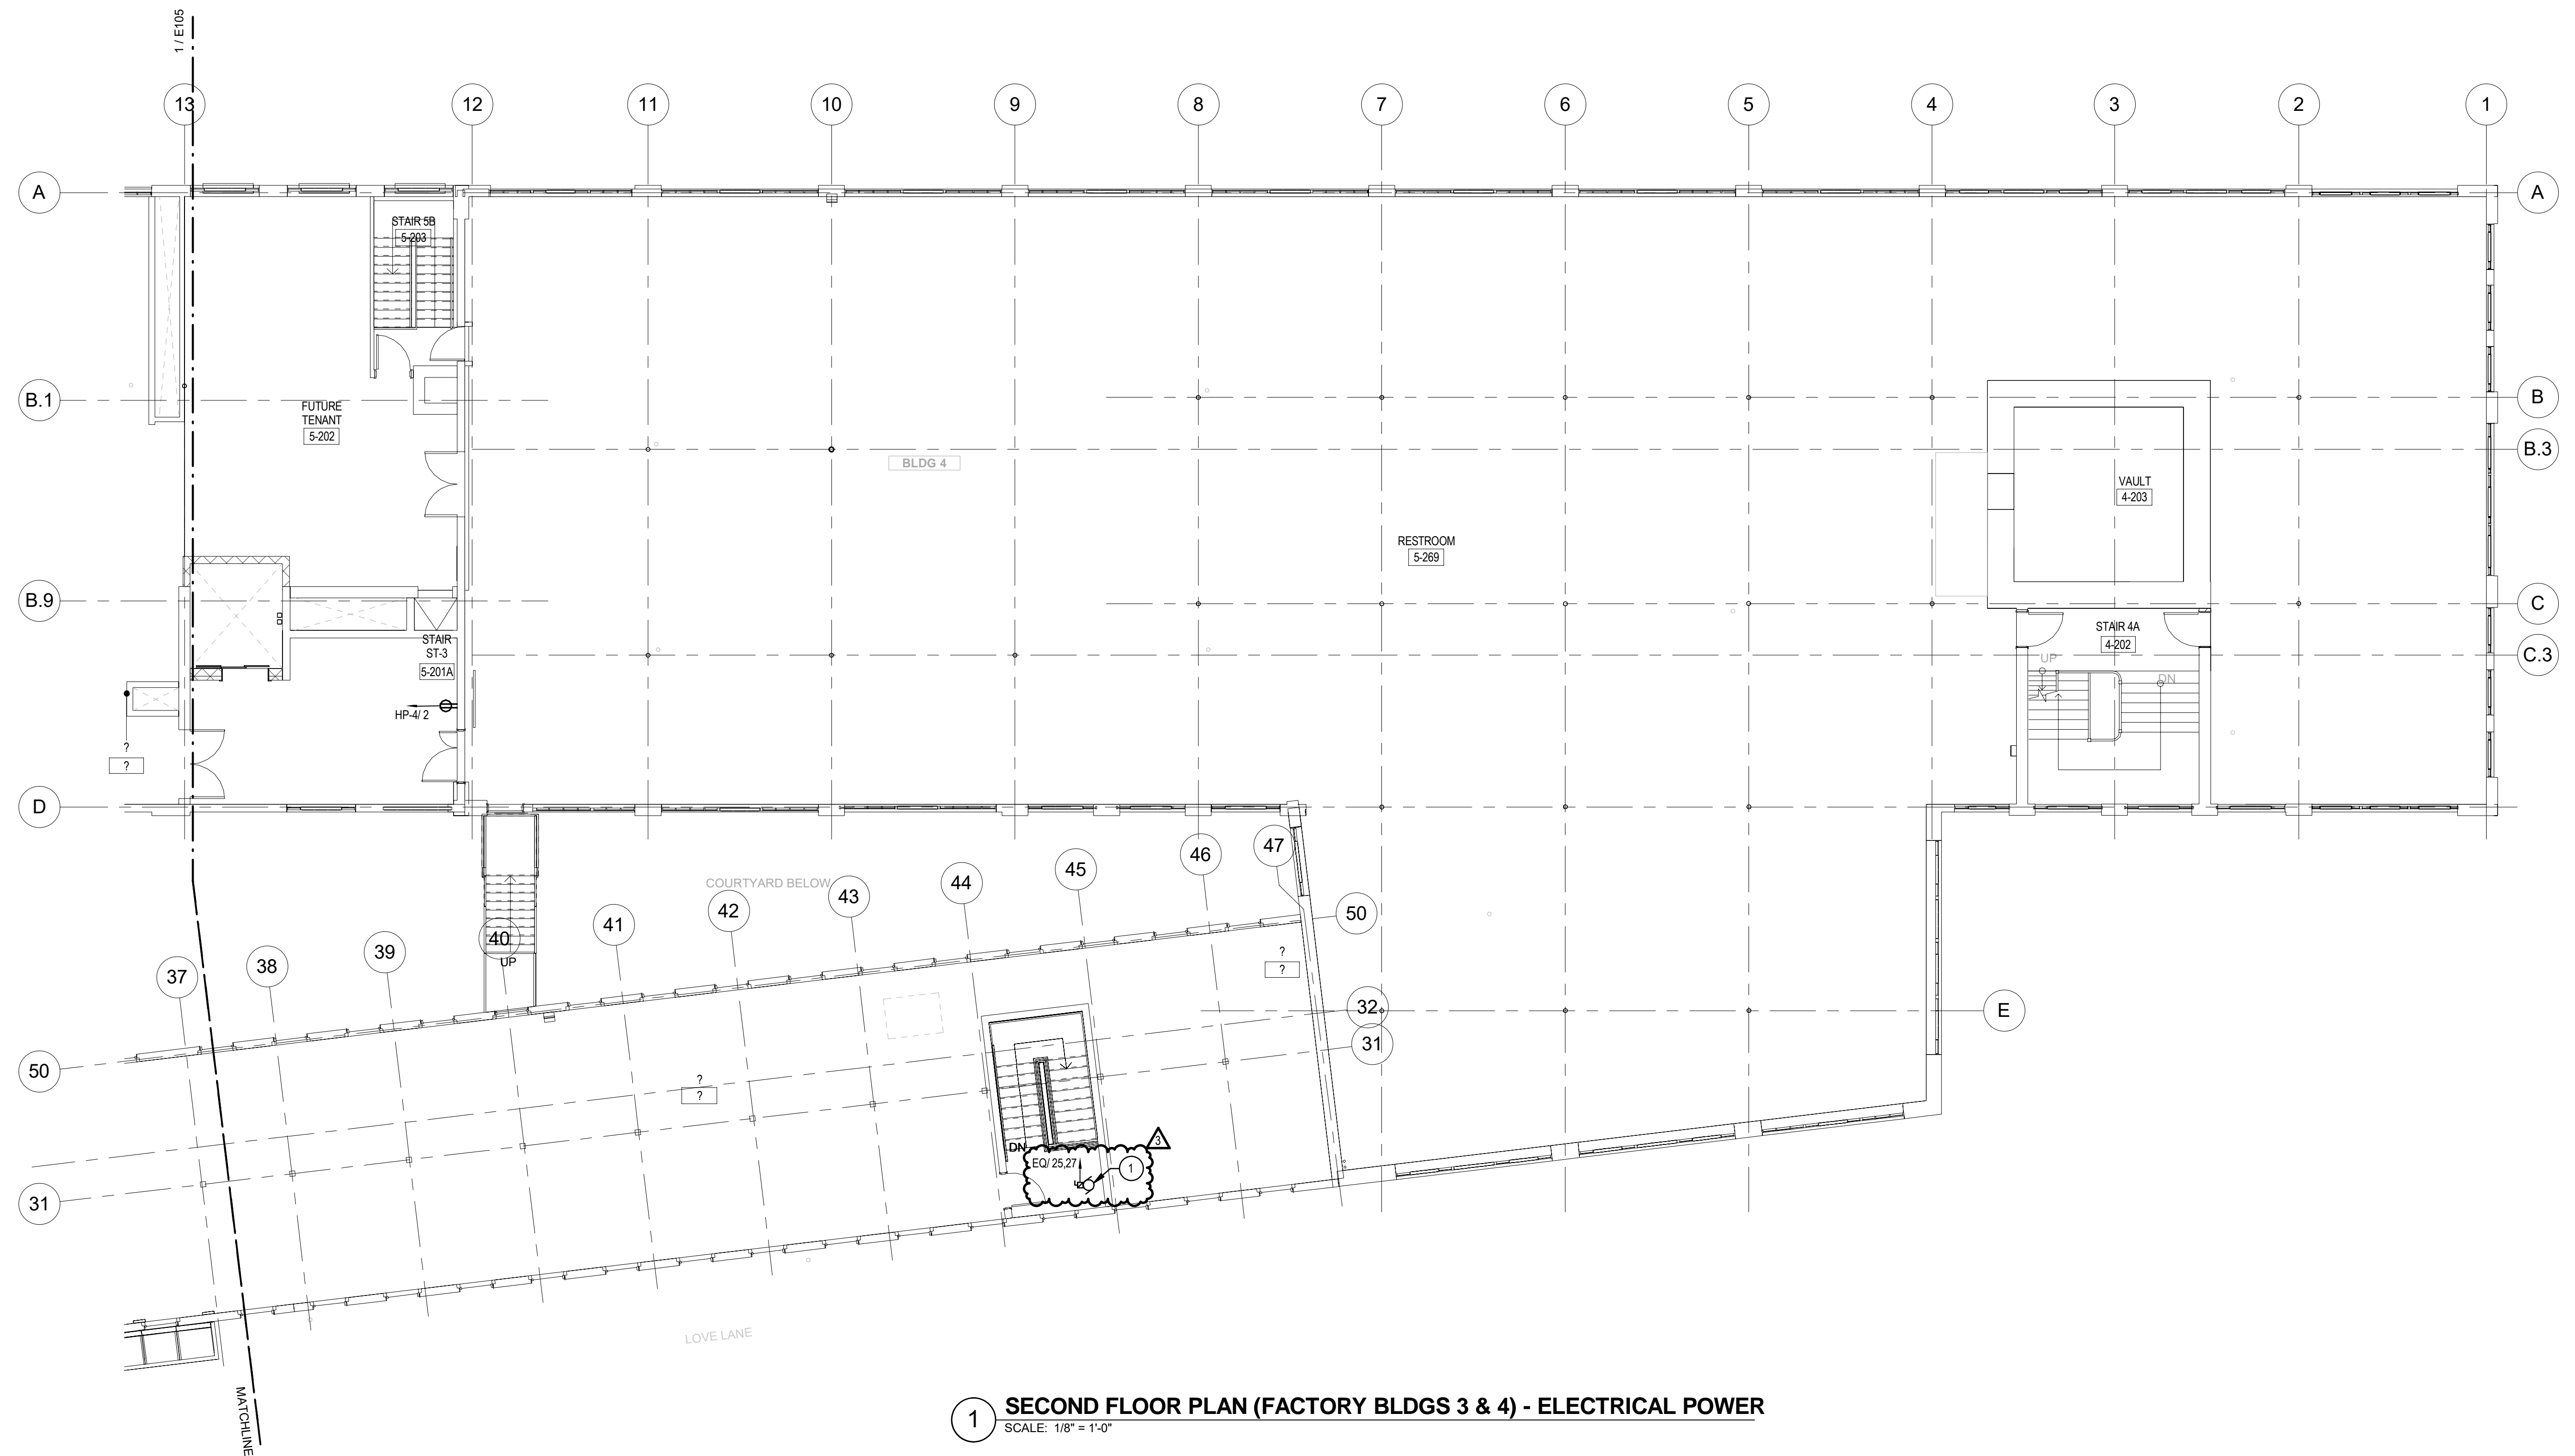 1 / E105
13
12
11
10
9
8
7
6
5
4
3
2
1
A
A
STAIR 5B
5-203
B.1
B
FUTURE
TENANT
5-202
B.3
BLDG 4
VAULT
4-203
RESTROOM
5-269
B.9
C
STAIR
ST-3
5-201A
STAIR 4A
4-202
C.3
UP
DN
HP-4/ 2
?
?
D
47
46
45
44
COURTYARD BELOW
43
42
41
40
39
38
37
50
UP
?
?
32
E
31
50
?
?
31
DN
3
EQ/ 25,27
1
LOVE LANE
MATCHLINE
1
SECOND FLOOR PLAN (FACTORY BLDGS 3 & 4) - ELECTRICAL POWER
SCALE: 1/8" = 1'-0"